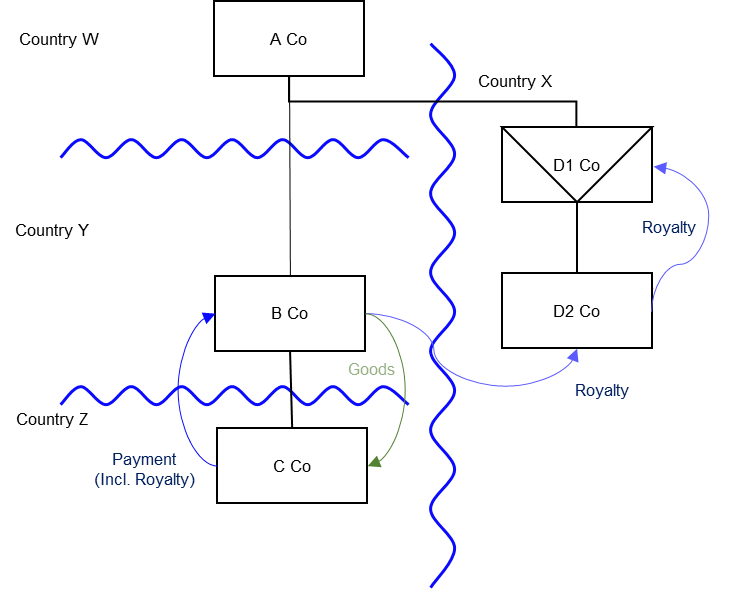 A Co
Country W
Country X
D1 Co
Country Y
Royalty
B Co
D2 Co
Goods
Royalty
Country Z
Payment
(Incl. Royalty)
C Co